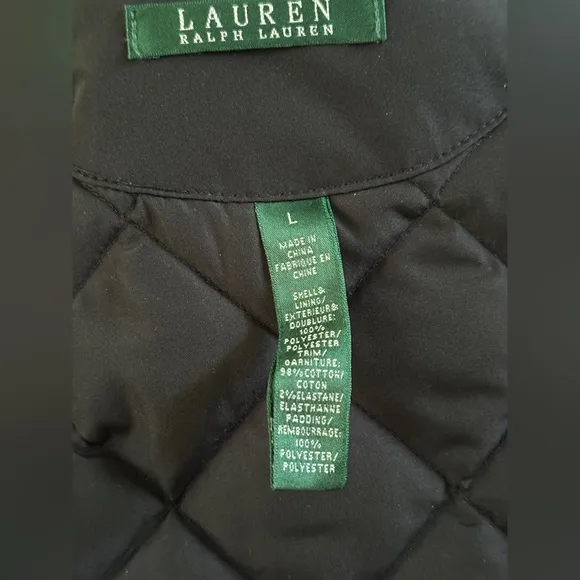 LAUREN
RALPH LAUREN
L
MADE IN
CHINA
FABRIQUE EN
CHINE
SHELL&
LINING/
EXTERIEUR&
DOUBLURE:
100%
POLYESTER/
POLYESTER
TRIM/
GARNITURE:
98%COTTON/
COTON
2%ELASTANE/
ELASTHANNE
PADDING/
REMBOURRAGE:
100%
POLYESTER/
POLYESTER